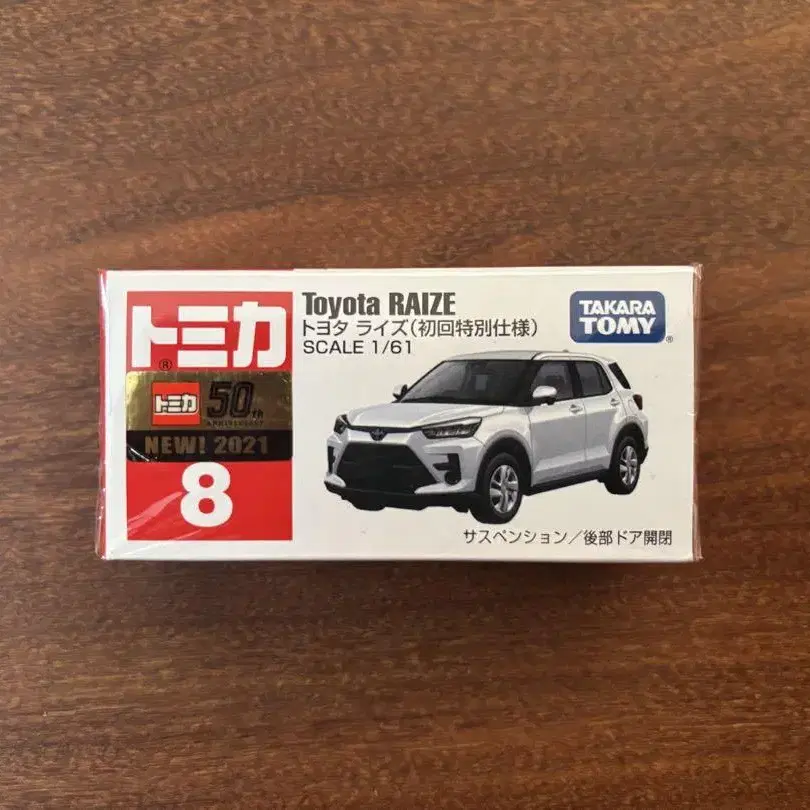 トミカ
®
トミカ 50th
ANNIVERSARY
NEW! 2021
8
Toyota RAIZE
トヨタ ライズ(初回特別仕様)
SCALE 1/61
TAKARA
TOMY
®
サスペンション/後部ドア開閉